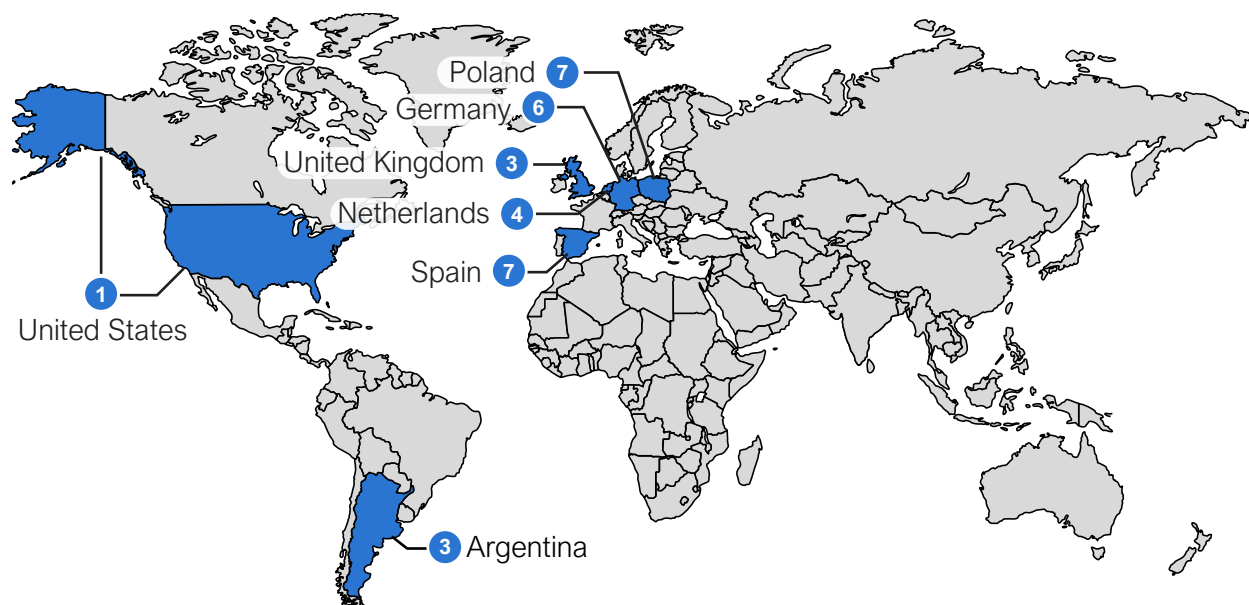 Poland 7
Germany 6
United Kingdom 3
Netherlands 4
Spain 7
1
United States
3 Argentina